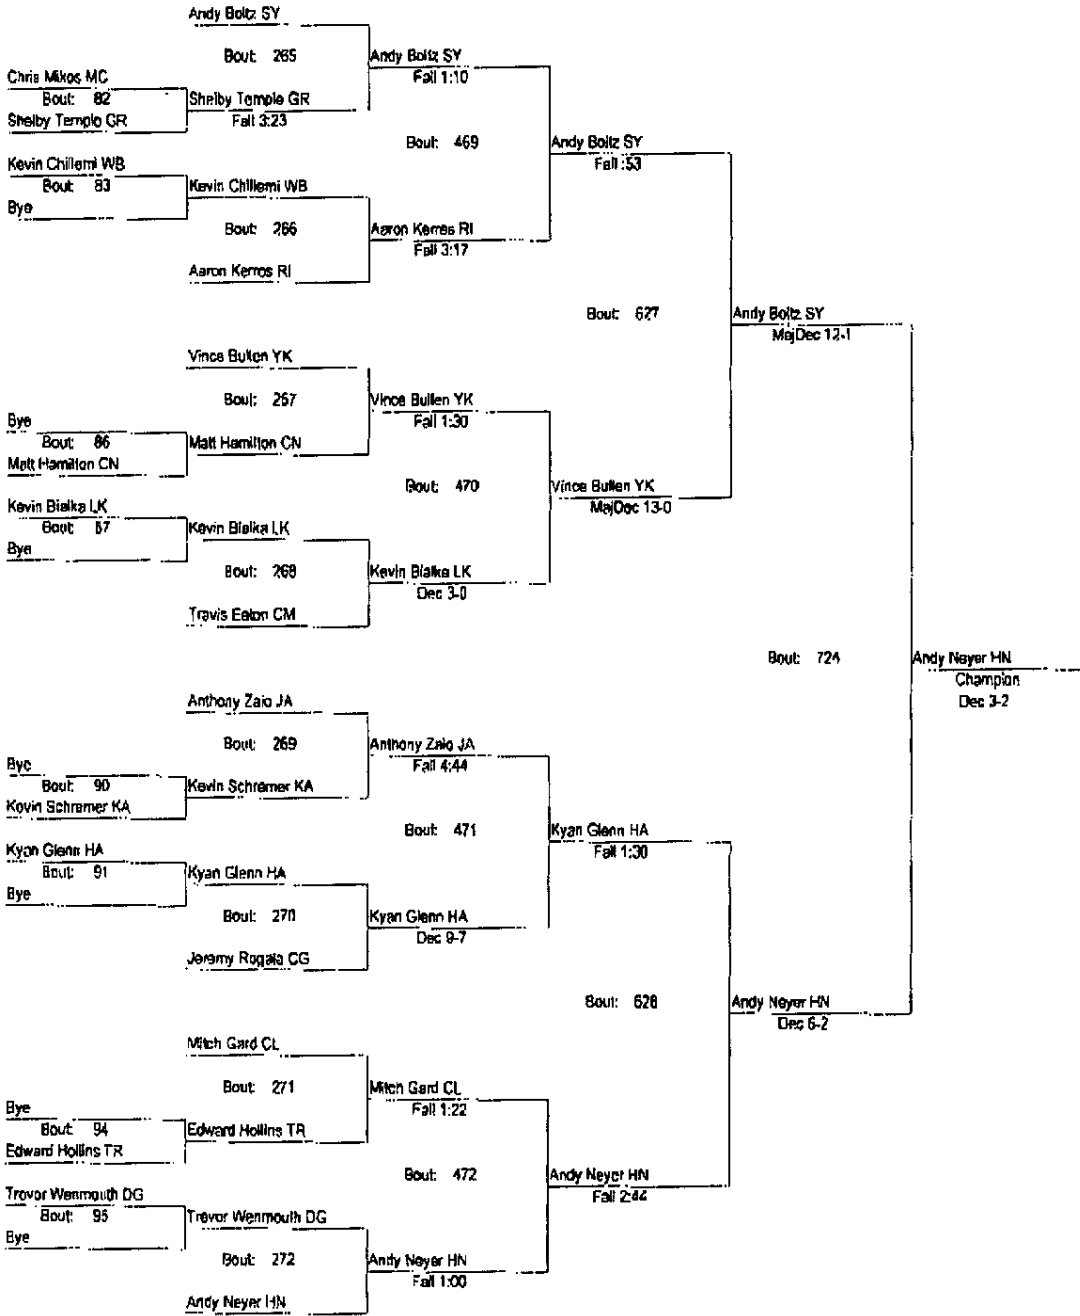 Andy Boltz SY
Bout: 265
Andy Boltz SY
Fall 1:10
Chris Mikos MC
Bout: 82
Shelby Temple GR
Shelby Temple GR
Fall 3:23
Bout: 469
Andy Boltz SY
Fall :53
Kevin Chillemi WB
Bout: 83
Bye
Kevin Chillemi WB
Bout: 266
Aaron Kerros RI
Fall 3:17
Aaron Kerros RI
Bout: 627
Andy Boltz SY
MajDec 12-1
Vince Bullen YK
Bout: 267
Vince Bullen YK
Fall 1:30
Bye
Bout: 86
Matt Hamilton CN
Matt Hamilton CN
Bout: 470
Vince Bullen YK
MajDec 13-0
Kevin Bialka LK
Bout: 87
Bye
Kevin Bialka LK
Bout: 268
Kevin Bialka LK
Dec 3-0
Travis Eaton CM
Bout: 724
Andy Neyer HN
Champion
Dec 3-2
Anthony Zaio JA
Bout: 269
Anthony Zaio JA
Fall 4:44
Bye
Bout: 90
Kevin Schramer KA
Kevin Schramer KA
Bout: 471
Kyan Glenn HA
Fall 1:30
Kyan Glenn HA
Bout: 91
Bye
Kyan Glenn HA
Bout: 270
Kyan Glenn HA
Dec 9-7
Jeremy Rogala CG
Bout: 628
Andy Neyer HN
Dec 6-2
Mitch Gard CL
Bout: 271
Mitch Gard CL
Fall 1:22
Bye
Bout: 94
Edward Hollins TR
Edward Hollins TR
Bout: 472
Andy Neyer HN
Fall 2:44
Trevor Wenmouth DG
Bout: 95
Bye
Trevor Wenmouth DG
Bout: 272
Andy Neyer HN
Fall 1:00
Andy Neyer HN